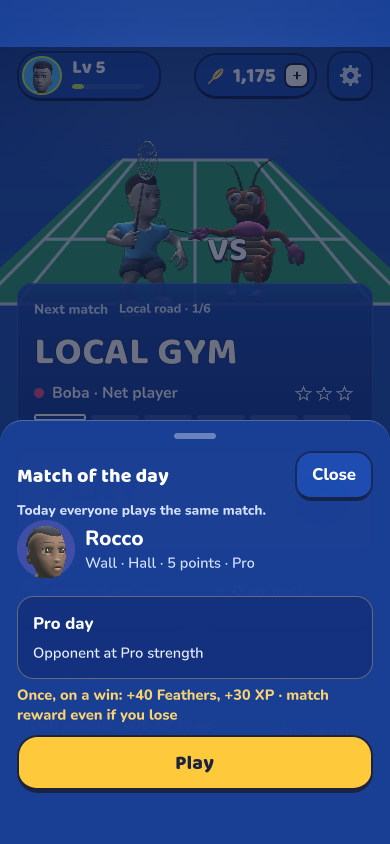 Lv 5
1,175
+
VS
Next match Local road · 1/6
LOCAL GYM
Boba · Net player
Match of the day
Close
Today everyone plays the same match.
Rocco
Wall · Hall · 5 points · Pro
Pro day
Opponent at Pro strength
Once, on a win: +40 Feathers, +30 XP · match
reward even if you lose
Play